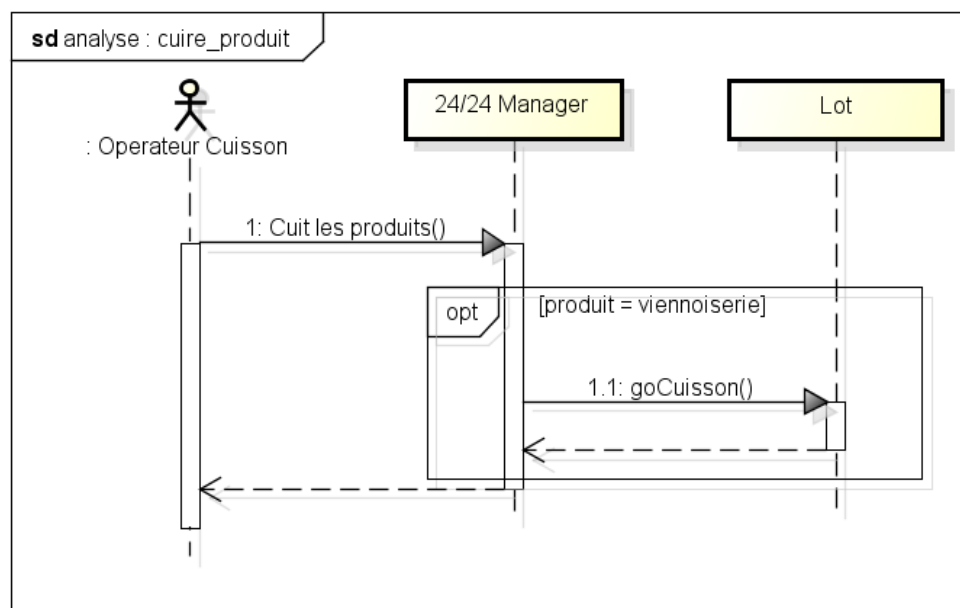 sd analyse : cuire_produit
24/24 Manager
Lot
: Operateur Cuisson
1: Cuit les produits()
opt
[produit = viennoiserie]
1.1: goCuisson()